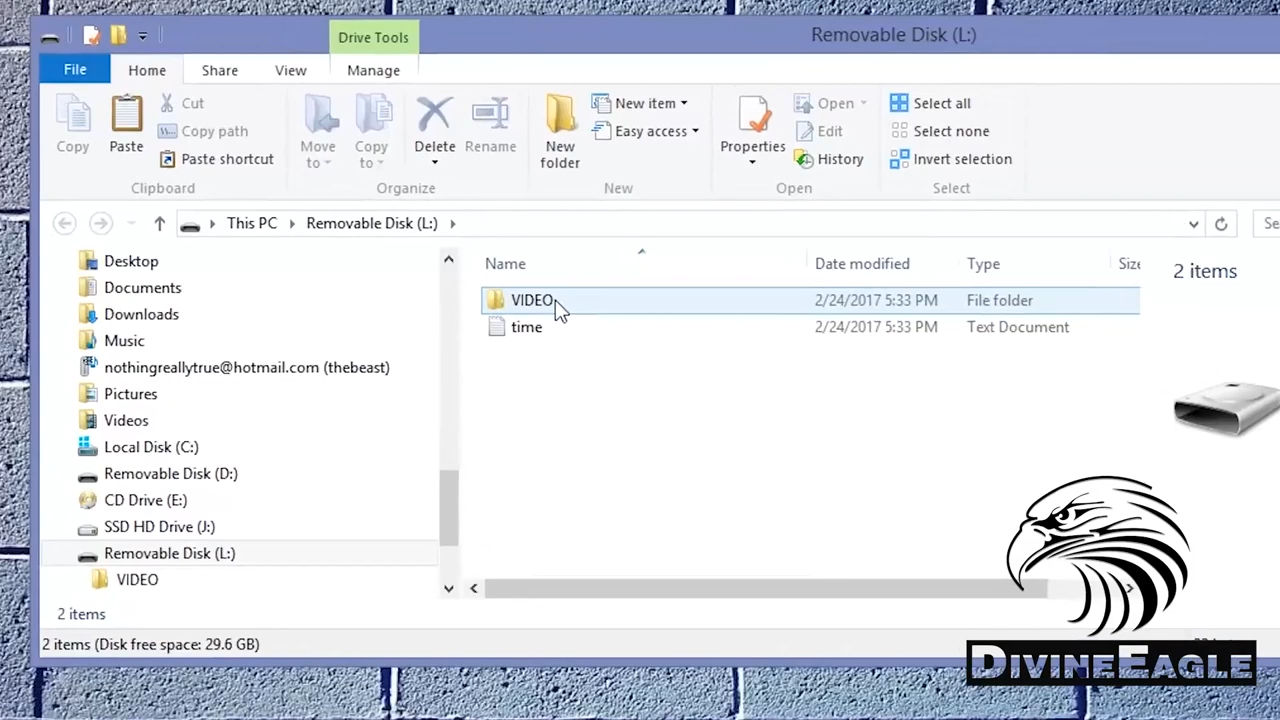 Drive Tools
Removable Disk (L:)
File
Home
Share
View
Manage
Copy
Paste
Cut
Copy path
Paste shortcut
Clipboard
Move to
Copy to
Delete
Rename
Organize
New folder
New item
Easy access
New
Properties
Open
Edit
History
Open
Select all
Select none
Invert selection
Select
This PC
Removable Disk (L:)
Desktop
Documents
Downloads
Music
nothingreallytrue@hotmail.com (thebeast)
Pictures
Videos
Local Disk (C:)
Removable Disk (D:)
CD Drive (E:)
SSD HD Drive (J:)
Removable Disk (L:)
VIDEO
Name Date modified Type
VIDEO 2/24/2017 5:33 PM File folder
time 2/24/2017 5:33 PM Text Document
2 items
2 items
2 items (Disk free space: 29.6 GB)
DIVINEEAGLE